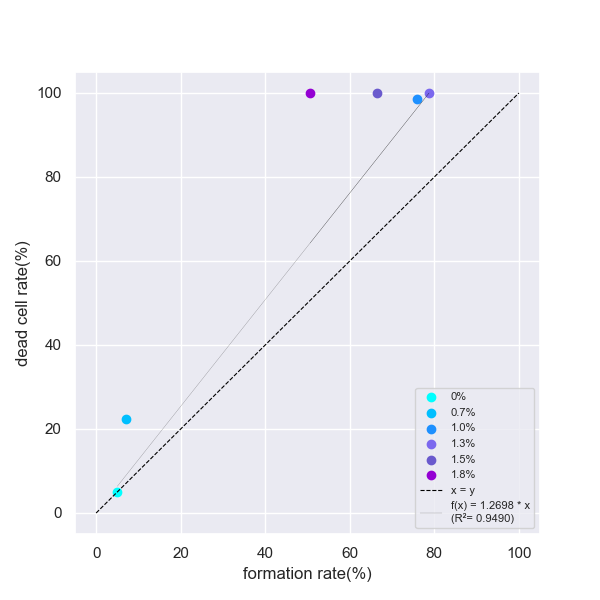 100
80
60
40
20
0
dead cell rate(%)
0%
0.7%
1.0%
1.3%
1.5%
1.8%
x = y
f(x) = 1.2698 * x
(R²= 0.9490)
0 20 40 60 80 100
formation rate(%)